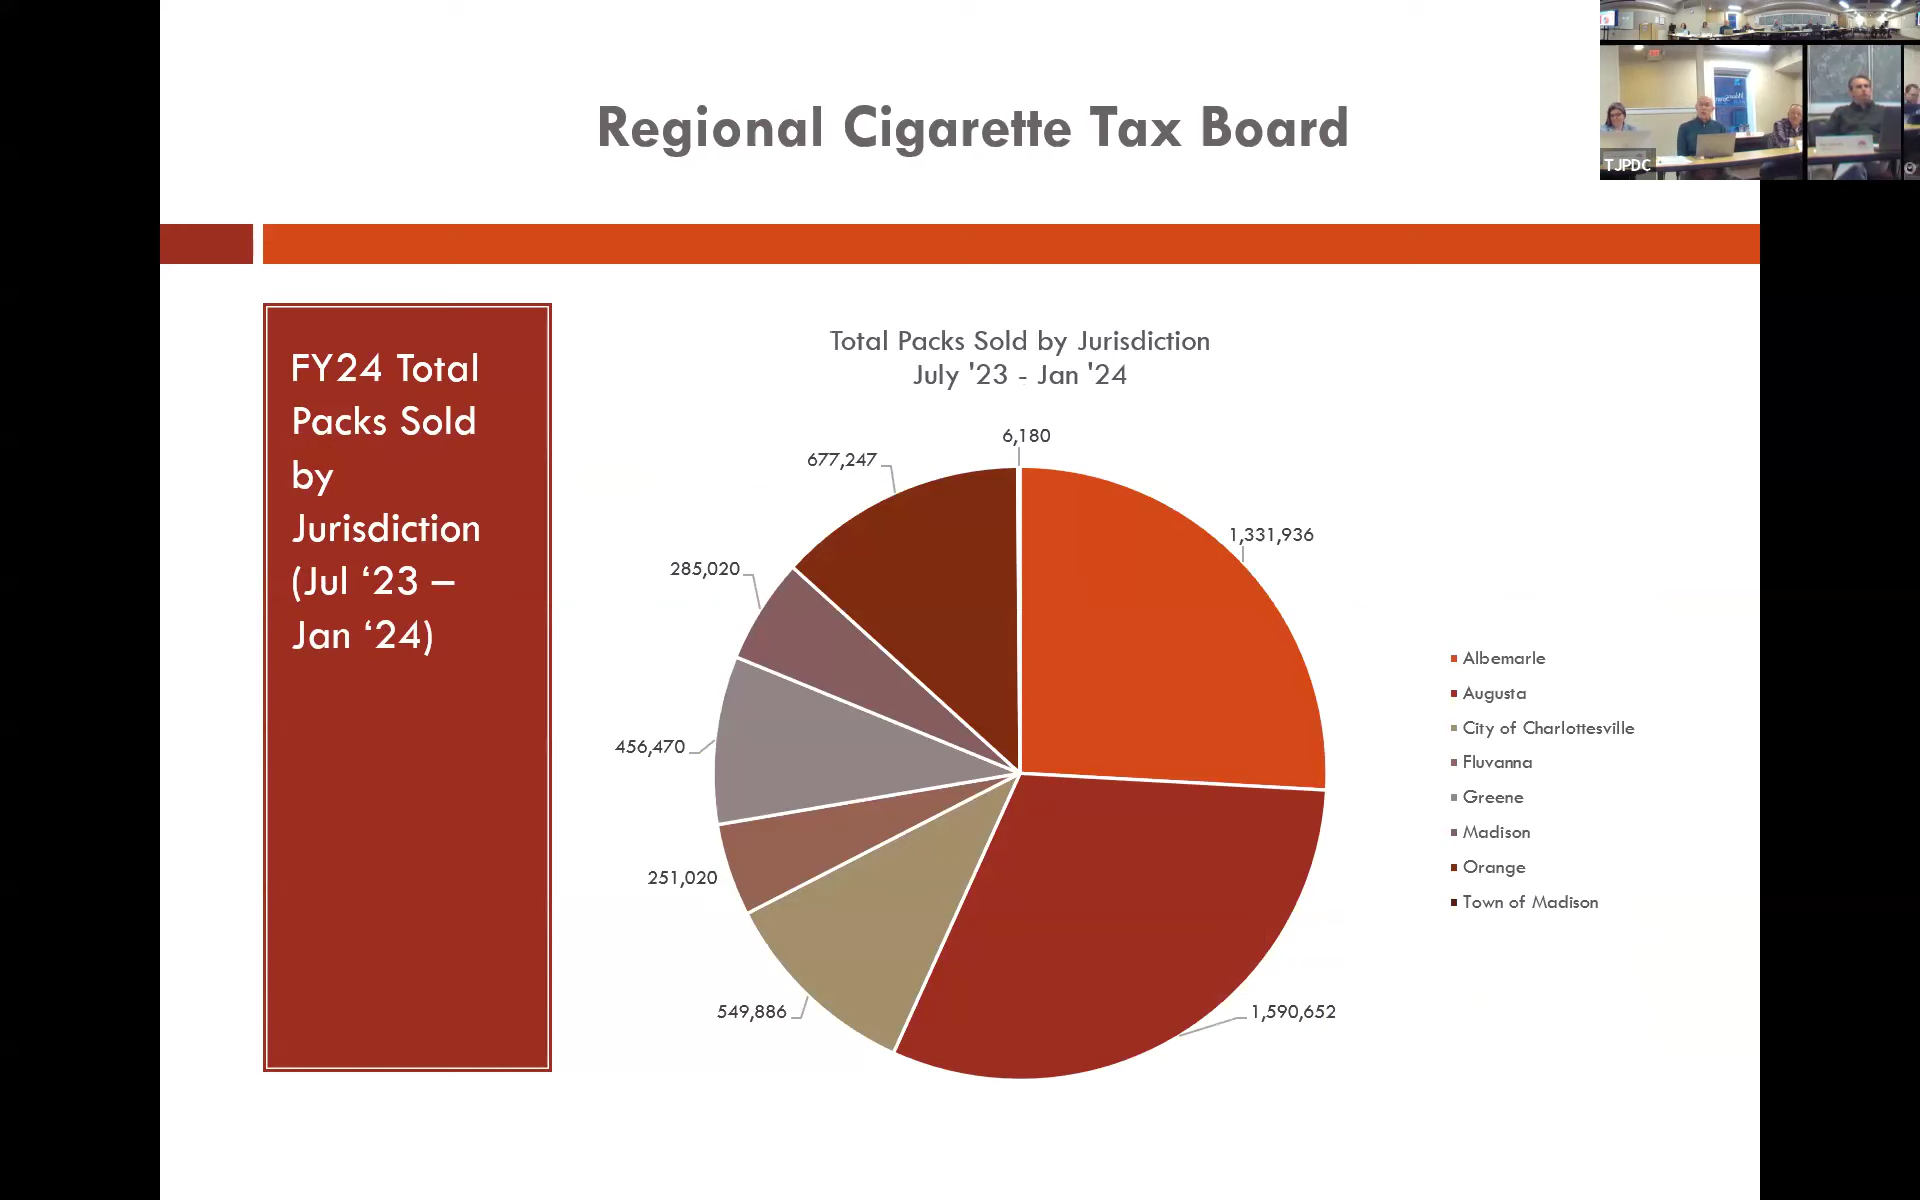 Regional Cigarette Tax Board
TJPDC
FY24 Total
Packs Sold
by
Jurisdiction
(Jul ‘23 –
Jan ‘24)
Total Packs Sold by Jurisdiction
July '23 - Jan '24
6,180
677,247
1,331,936
285,020
456,470
251,020
549,886
1,590,652
Albemarle
Augusta
City of Charlottesville
Fluvanna
Greene
Madison
Orange
Town of Madison